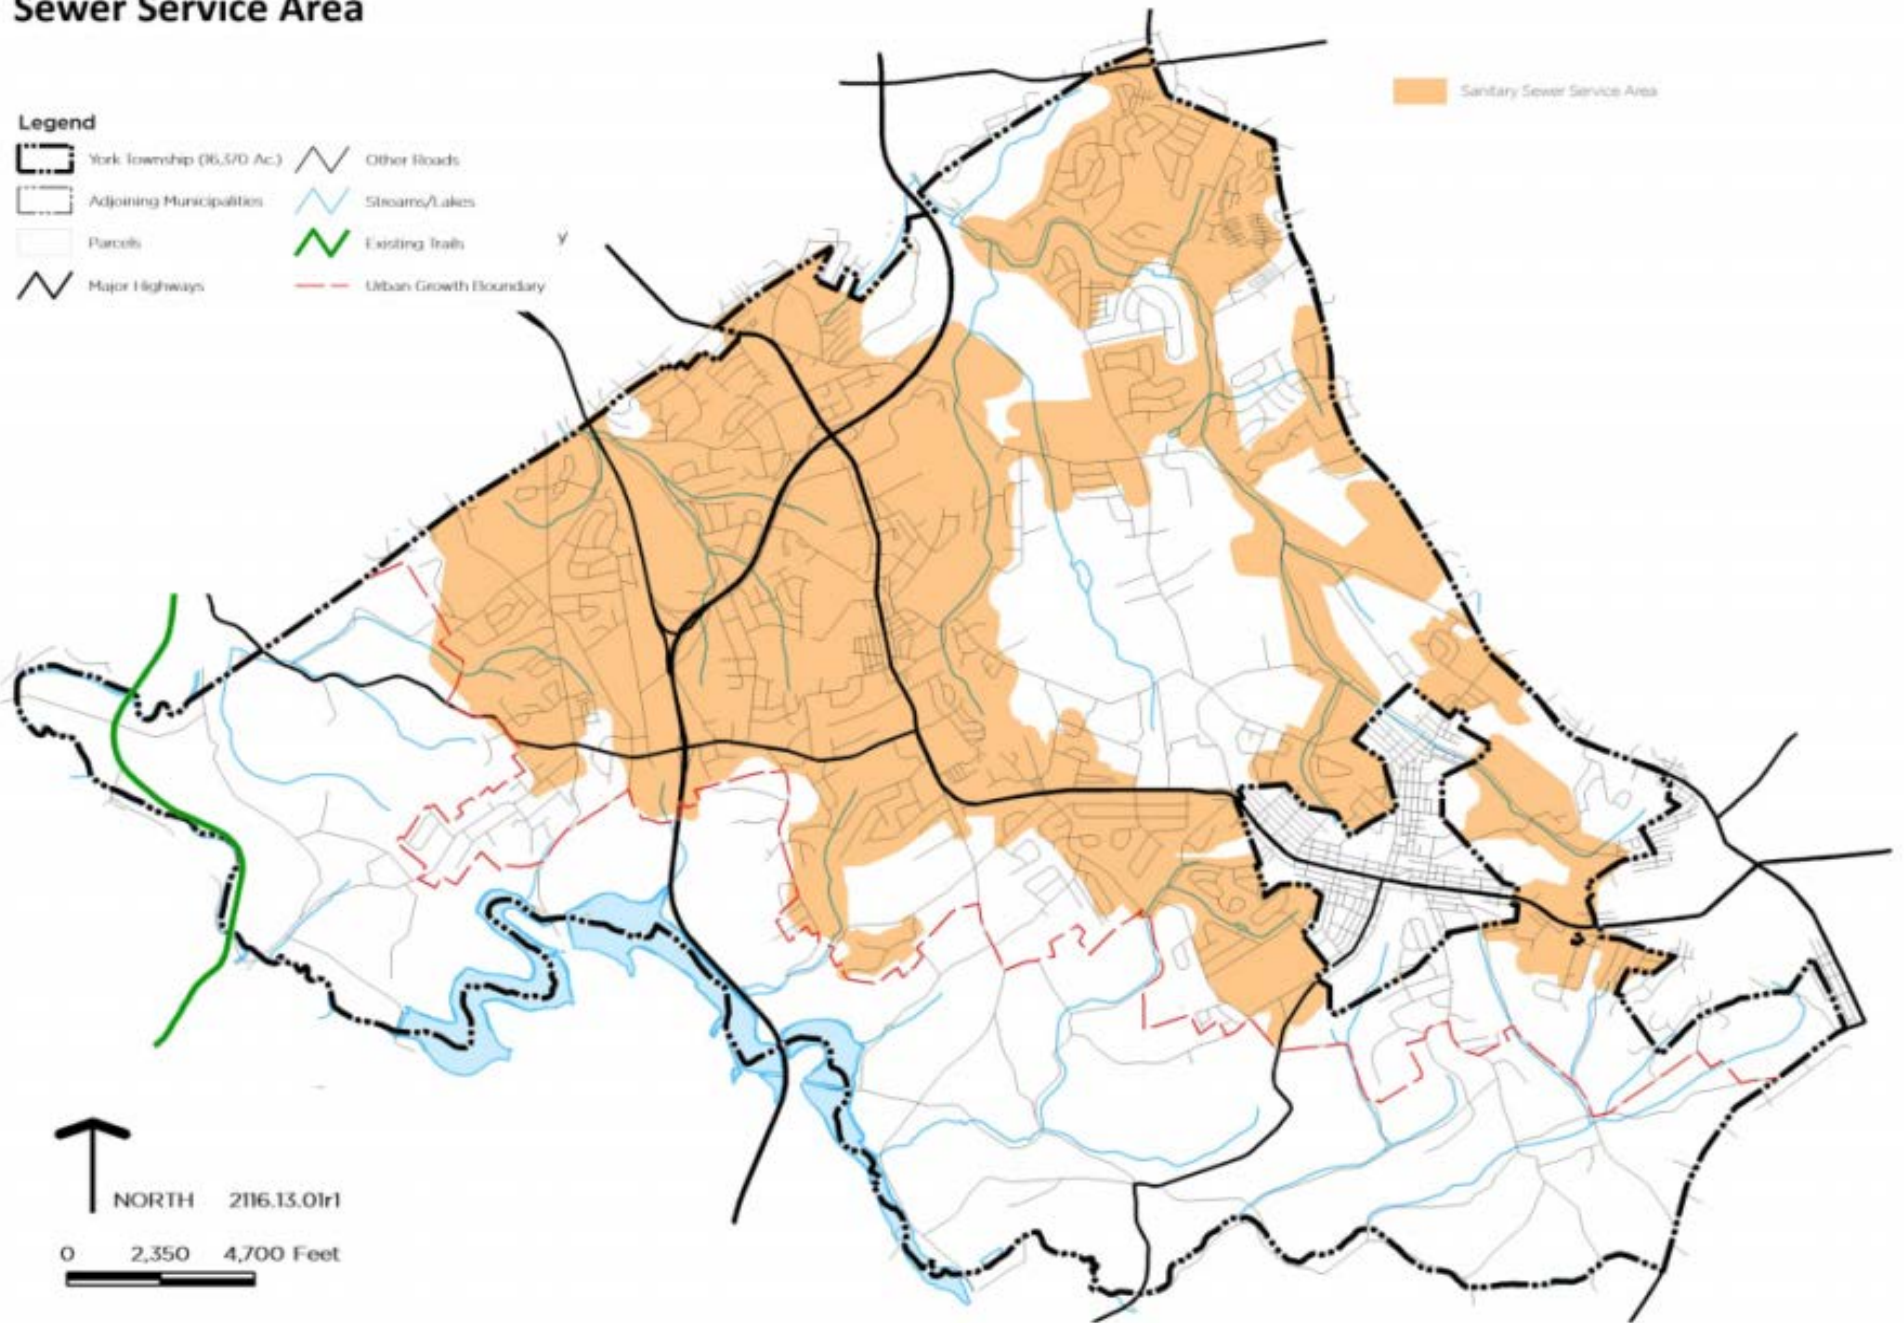 Sewer Service Area
Sanitary Sewer Service Area
Legend
York Township (16,370 Ac.)
Other Roads
Adjoining Municipalities
Streams/Lakes
Parcels
Existing Trails
y
Major Highways
Urban Growth Boundary
NORTH 2116.13.01r1
0 2,350 4,700 Feet